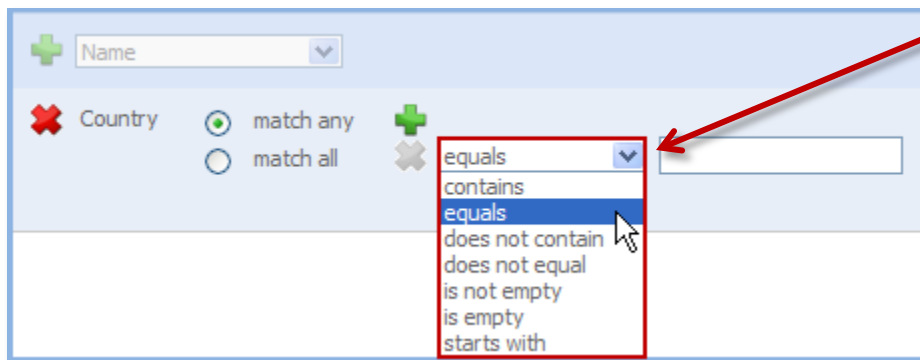 Name
Country
match any
match all
equals
contains
equals
does not contain
does not equal
is not empty
is empty
starts with